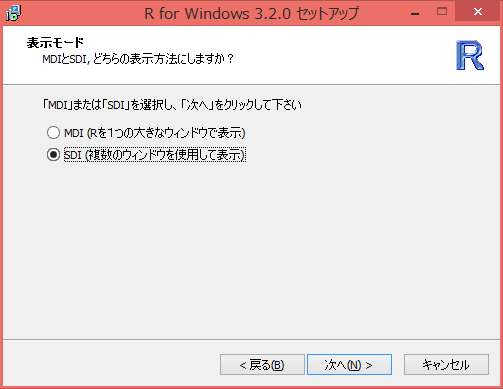 R for Windows 3.2.0 セットアップ
表示モード
MDIとSDI, どちらの表示方法にしますか？
R
「MDI」または「SDI」を選択し、「次へ」をクリックして下さい
MDI (Rを1つの大きなウィンドウで表示)
SDI (複数のウィンドウを使用して表示)
< 戻る(B)
次へ(N) >
キャンセル